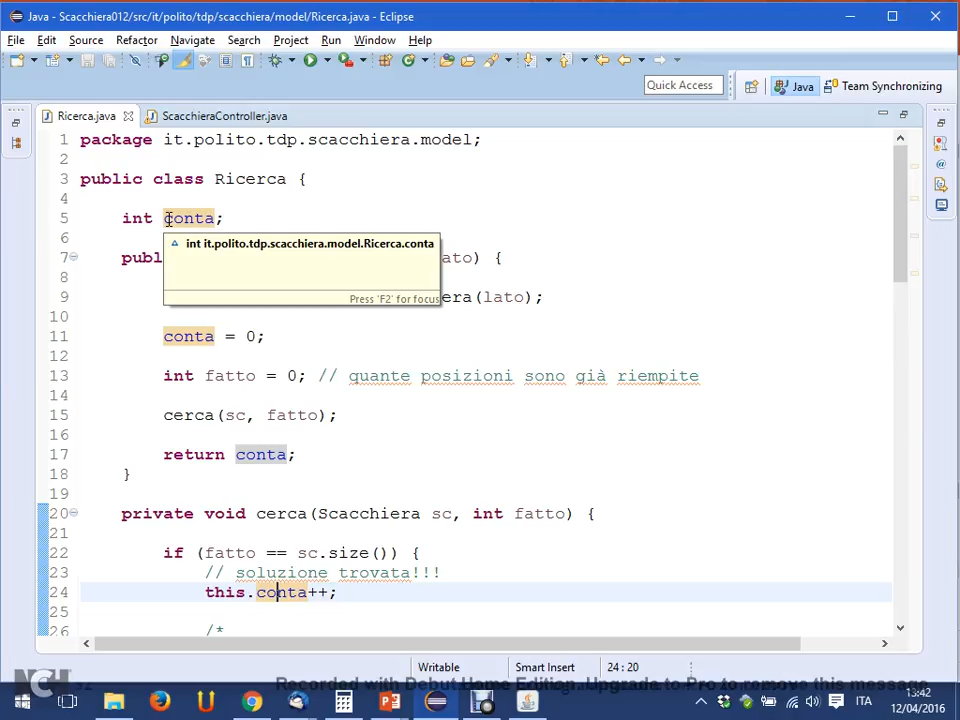 Java - Scacchiera012/src/it/polito/tdp/scacchiera/model/Ricerca.java - Eclipse
File Edit Source Refactor Navigate Search Project Run Window Help
Quick Access Java Team Synchronizing
Ricerca.java ScacchieraController.java
1 package it.polito.tdp.scacchiera.model;
2
3 public class Ricerca {
4
5 int conta;
6 int it.polito.tdp.scacchiera.model.Ricerca.conta
7 publ ato) {
8
9 era(lato);
Press 'F2' for focus
10
11 conta = 0;
12
13 int fatto = 0; // quante posizioni sono già riempite
14
15 cerca(sc, fatto);
16
17 return conta;
18 }
19
20 private void cerca(Scacchiera sc, int fatto) {
21
22 if (fatto == sc.size()) {
23 // soluzione trovata!!!
24 this.conta++;
25
26 /*
Writable Smart Insert 24 : 20
NCH Recorded with Debut Home Edition. Upgrade to Pro to remove this message
ITA 13:42
12/04/2016